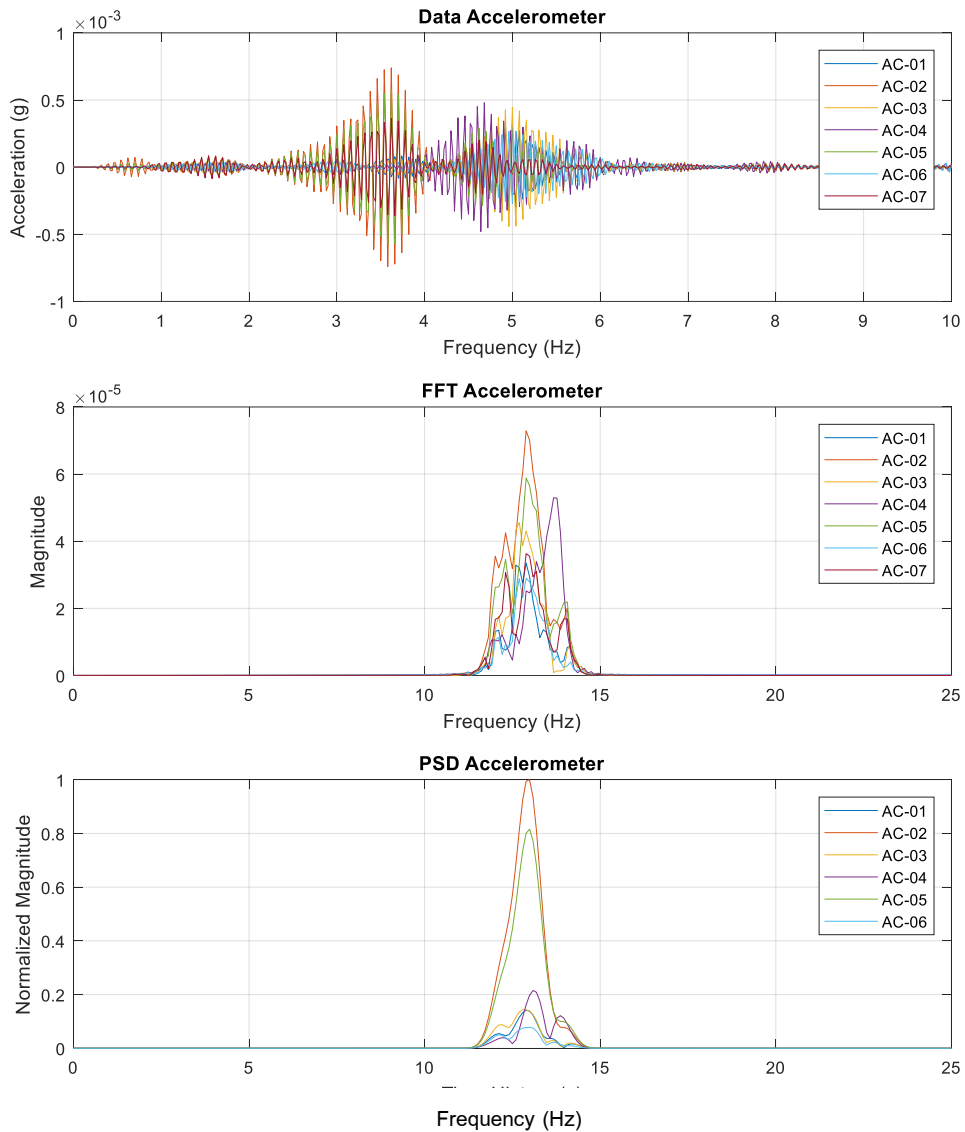 Data Accelerometer
×10-3
1
0.5
0
-0.5
-1
Acceleration (g)
AC-01
AC-02
AC-03
AC-04
AC-05
AC-06
AC-07
0 1 2 3 4 5 6 7 8 9 10
Frequency (Hz)
FFT Accelerometer
×10-5
8
6
4
2
0
Magnitude
AC-01
AC-02
AC-03
AC-04
AC-05
AC-06
AC-07
0 5 10 15 20 25
Frequency (Hz)
PSD Accelerometer
1
0.8
0.6
0.4
0.2
0
Normalized Magnitude
AC-01
AC-02
AC-03
AC-04
AC-05
AC-06
0 5 10 15 20 25
Frequency (Hz)